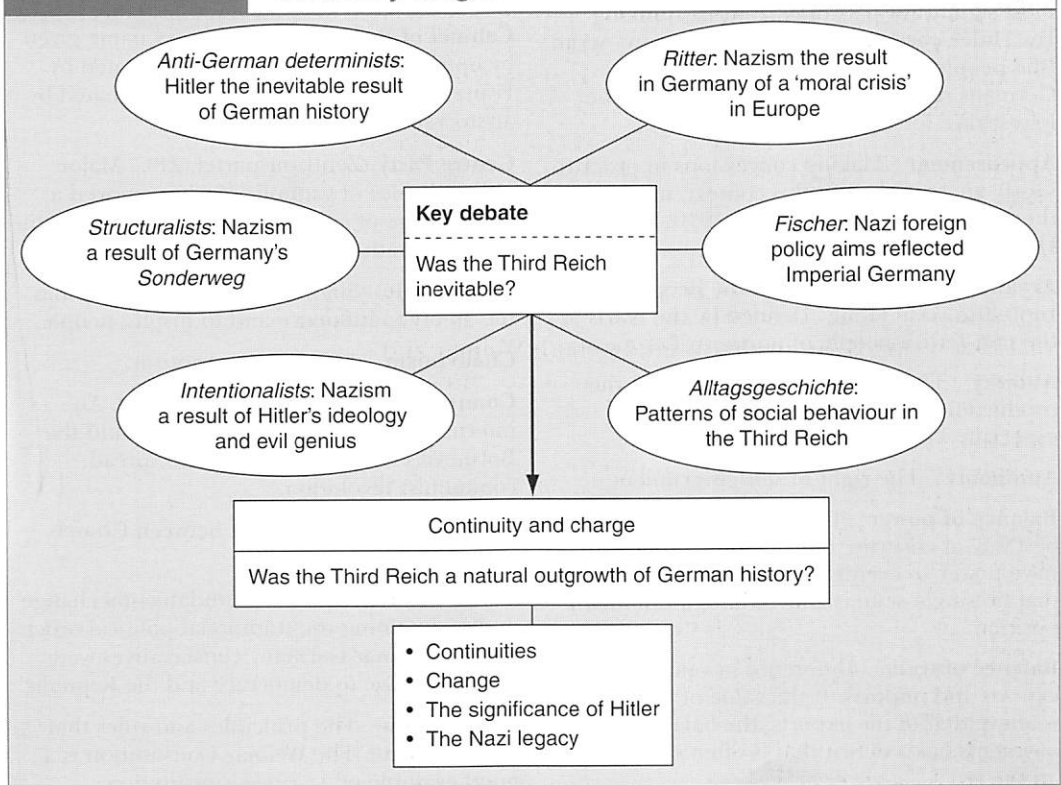 Anti-German determinists:
Hitler the inevitable result
of German history
Ritter: Nazism the result
in Germany of a 'moral crisis'
in Europe
Structuralists: Nazism
a result of Germany's
Sonderweg
Key debate
Was the Third Reich
inevitable?
Fischer: Nazi foreign
policy aims reflected
Imperial Germany
Intentionalists: Nazism
a result of Hitler's ideology
and evil genius
Alltagsgeschichte:
Patterns of social behaviour in
the Third Reich
Continuity and charge
Was the Third Reich a natural outgrowth of German history?
• Continuities
• Change
• The significance of Hitler
• The Nazi legacy